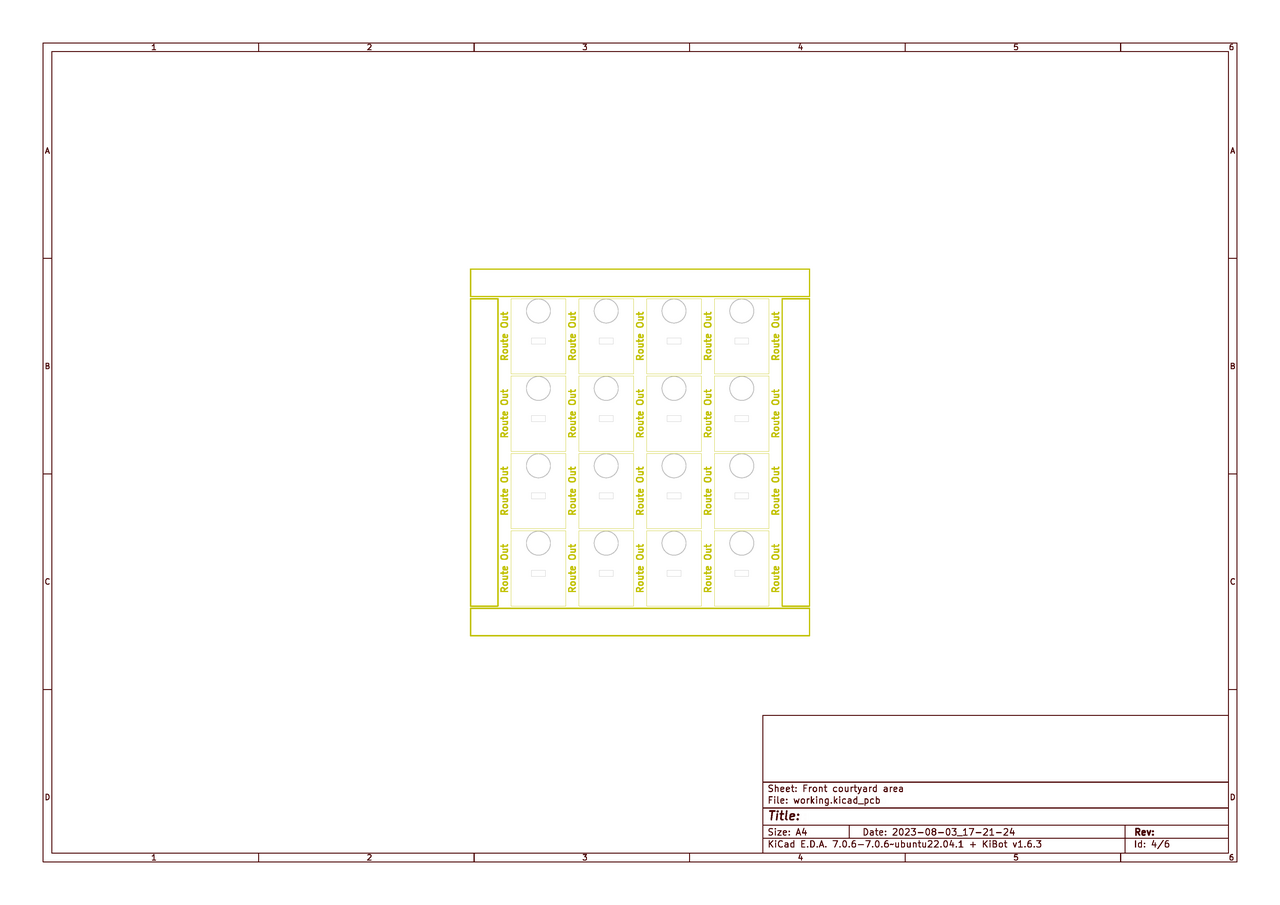 1 2 3 4 5 6
A A
Route Out Route Out Route Out Route Out Route Out
B B
Route Out Route Out Route Out Route Out Route Out
Route Out Route Out Route Out Route Out Route Out
Route Out Route Out Route Out Route Out Route Out
C C
Sheet: Front courtyard area
D D
File: working.kicad_pcb
Title:
Size: A4 Date: 2023-08-03_17-21-24 Rev:
KiCad E.D.A. 7.0.6-7.0.6~ubuntu22.04.1 + KiBot v1.6.3 Id: 4/6
1 2 3 4 5 6